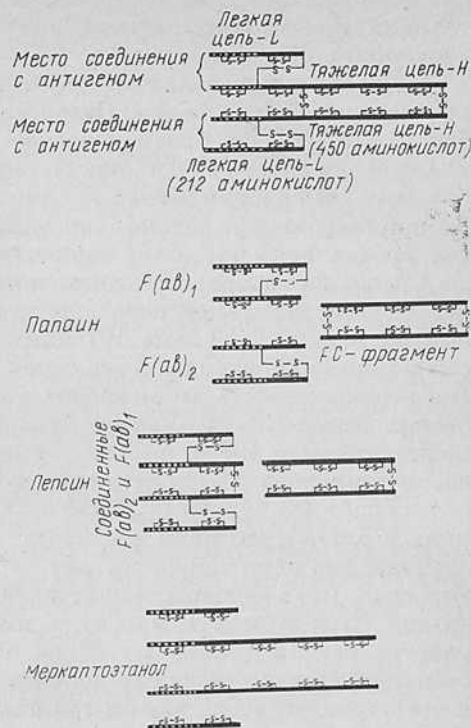 Легкая
цепь-L
Место соединения
с антигеном
Тяжелая цепь-H
Место соединения
с антигеном
Тяжелая цепь-H
(450 аминокислот)
Легкая цепь-L
(212 аминокислот)
F(ав)₁
Папаин
F(ав)₂
FC-фрагмент
Пепсин
Соединенные
F(ав)₂ и F(ав)₁
Меркаптоэтанол